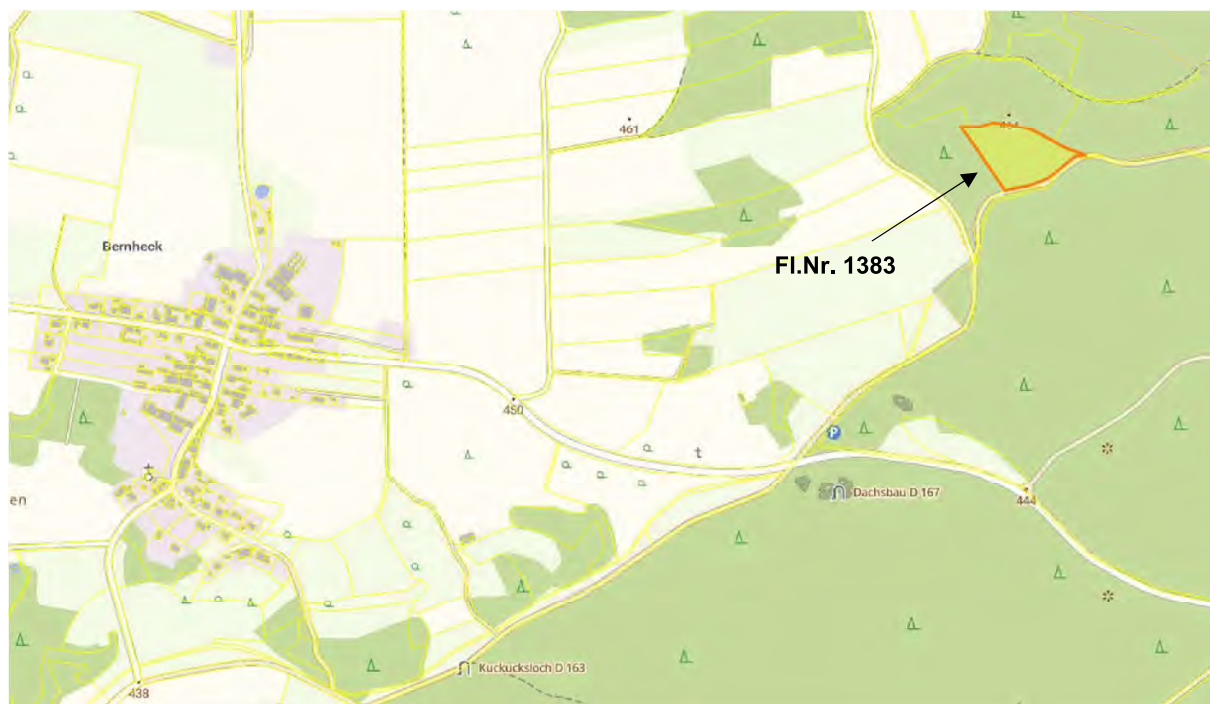 461
Bernheck
Fl.Nr. 1383
450
P
t
444
Dachsbau D 167
en
Kuckucksloch D 163
438